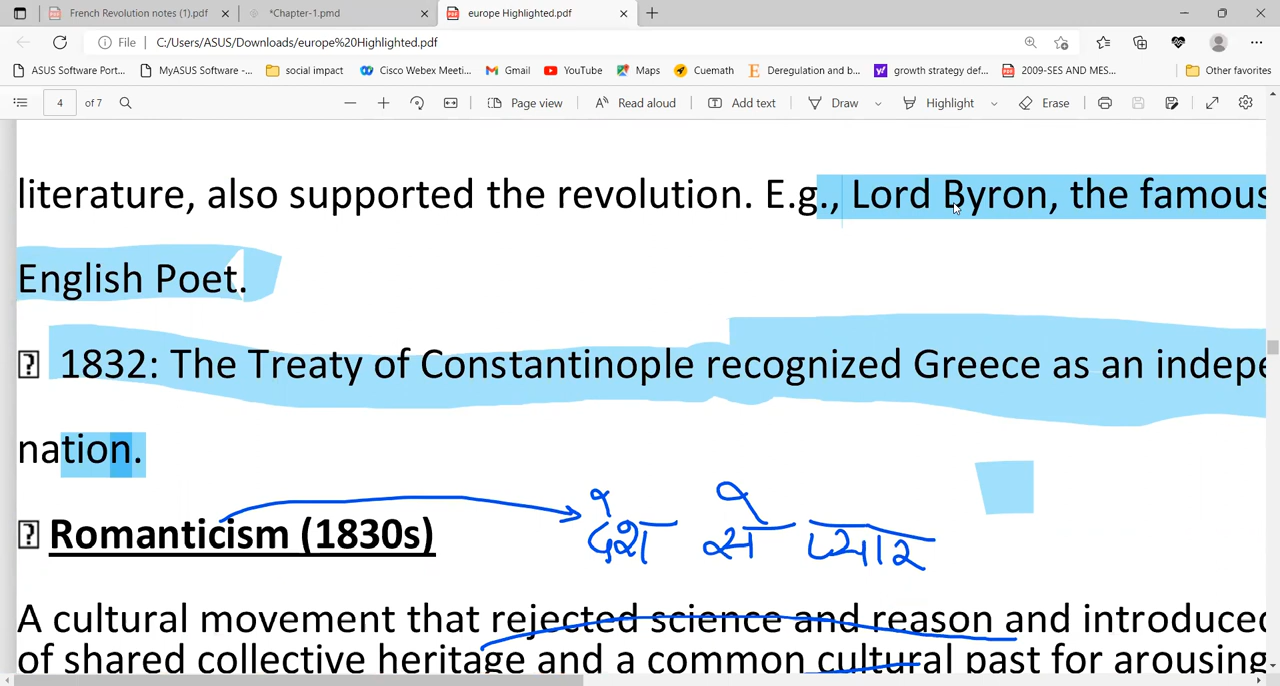 French Revolution notes (1).pdf
*Chapter-1.pmd
europe Highlighted.pdf
File C:/Users/ASUS/Downloads/europe%20Highlighted.pdf
ASUS Software Port... MyASUS Software -... social impact Cisco Webex Meeti... Gmail YouTube Maps Cuemath Deregulation and b... growth strategy def... 2009-SES AND MES... Other favorites
4 of 7 Page view Read aloud Add text Draw Highlight Erase
literature, also supported the revolution. E.g., Lord Byron, the famous
English Poet.
1832: The Treaty of Constantinople recognized Greece as an indepe
nation.
Romanticism (1830s)
देश से प्यार
A cultural movement that rejected science and reason and introduced
of shared collective heritage and a common cultural past for arousing